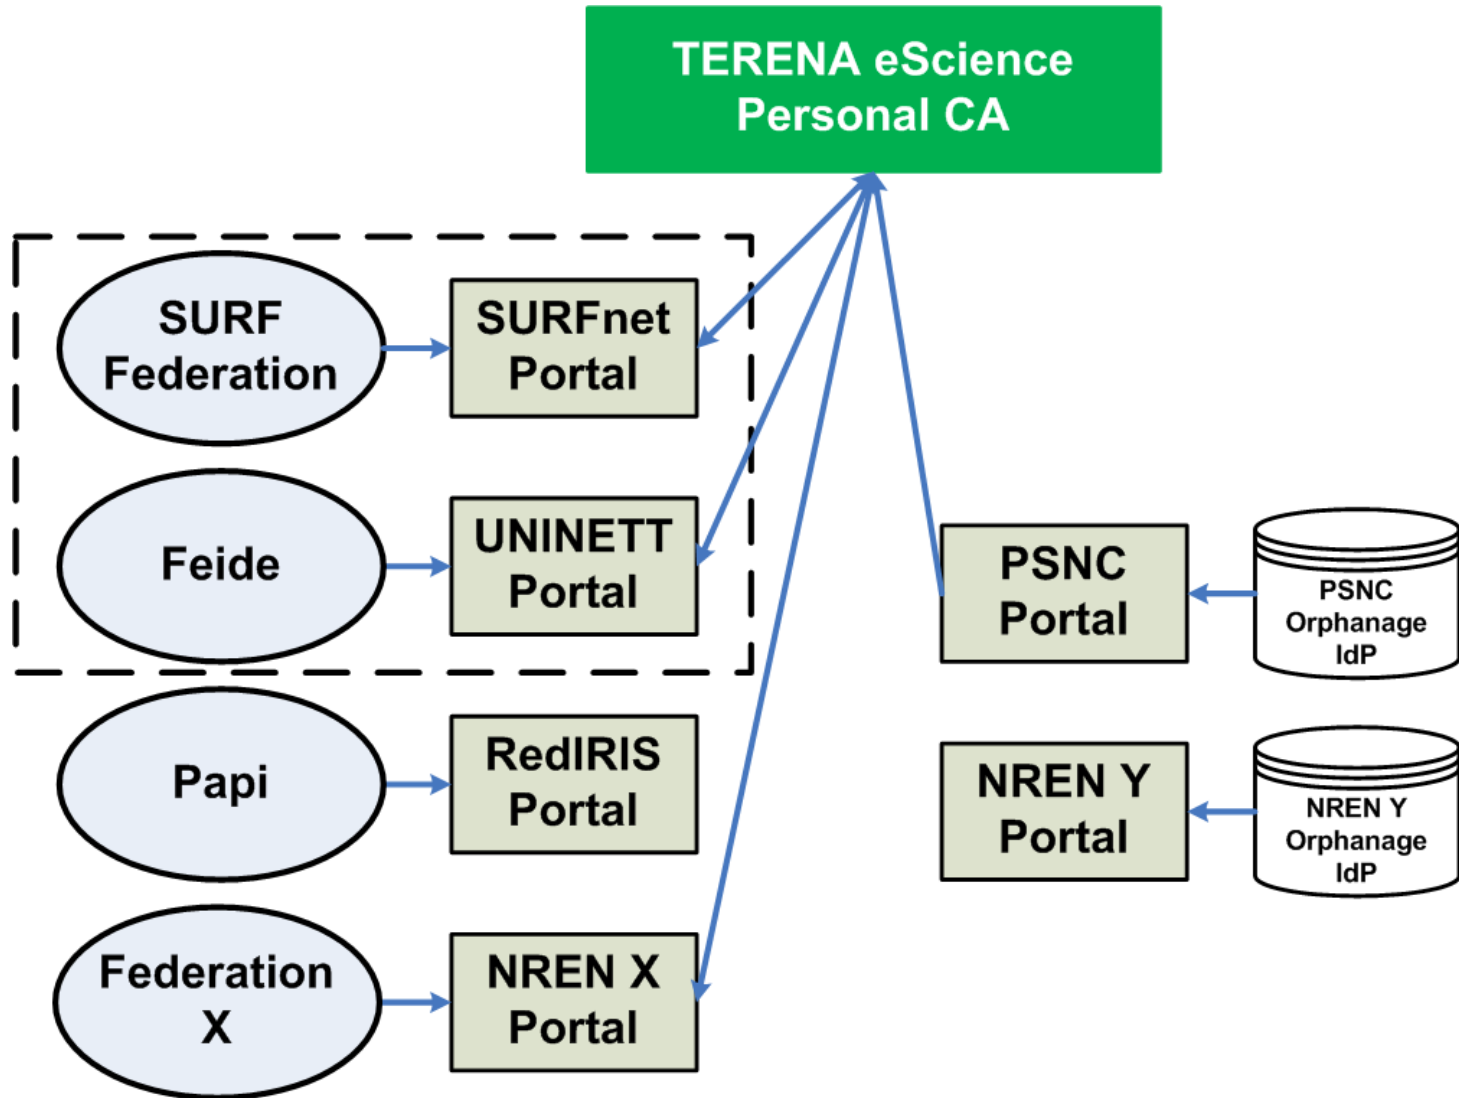 TERENA eScience
Personal CA
SURF
Federation
SURFnet
Portal
Feide
UNINETT
Portal
PSNC
Portal
PSNC
Orphanage
IdP
Papi
RedIRIS
Portal
NREN Y
Portal
NREN Y
Orphanage
IdP
Federation
X
NREN X
Portal